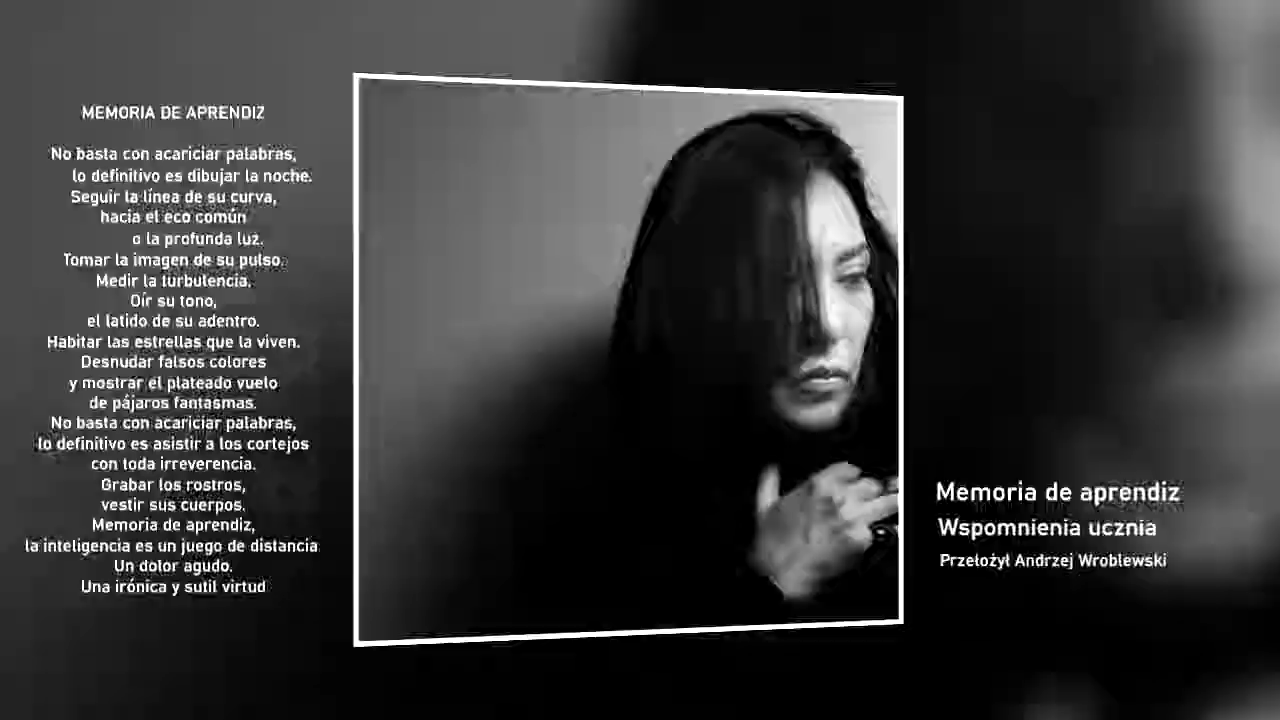 MEMORIA DE APRENDIZ
No basta con acariciar palabras,
lo definitivo es dibujar la noche.
Seguir la línea de su curva,
hacia el eco común
o la profunda luz.
Tomar la imagen de su pulso.
Medir la turbulencia.
Oír su tono,
el latido de su adentro.
Habitar las estrellas que la viven.
Desnudar falsos colores
y mostrar el plateado vuelo
de pájaros fantasmas.
No basta con acariciar palabras,
lo definitivo es asistir a los cortejos
con toda irreverencia.
Grabar los rostros,
vestir sus cuerpos.
Memoria de aprendiz,
la inteligencia es un juego de distancia
Un dolor agudo.
Una irónica y sutil virtud
Memoria de aprendiz
Wspomnienia ucznia
Przełożył Andrzej Wroblewski